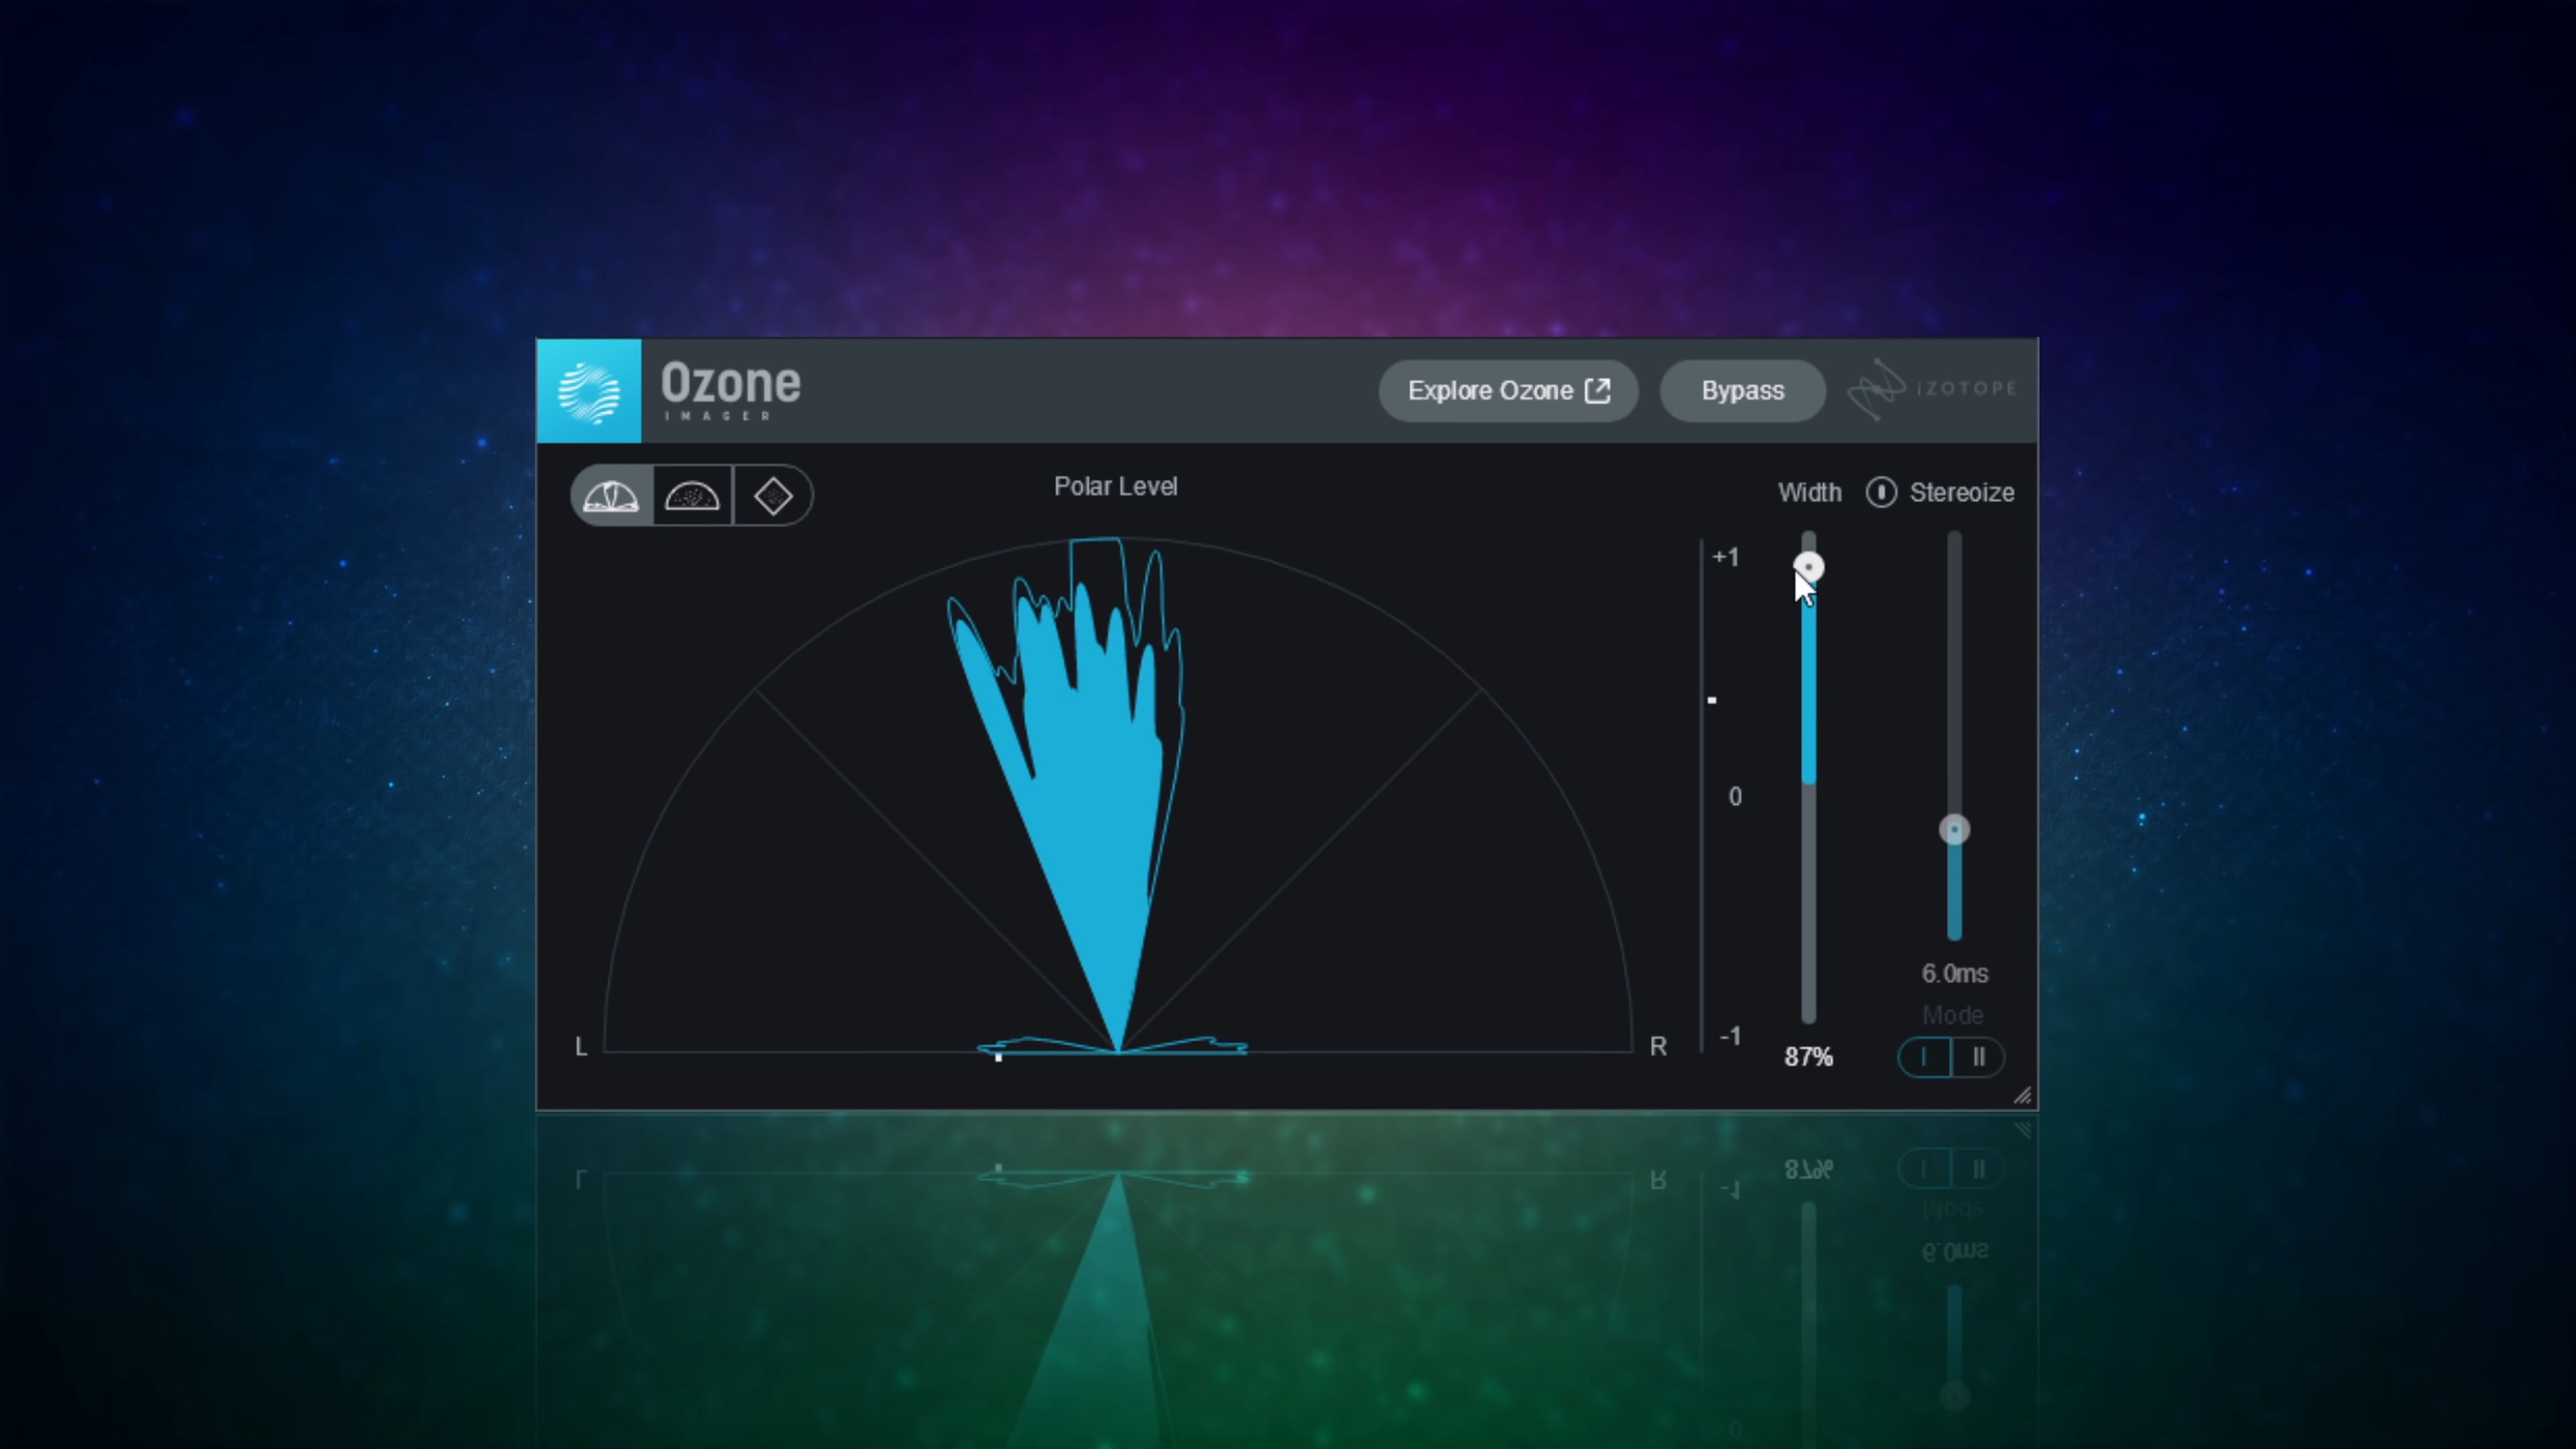 Ozone
IMAGER
Explore Ozone
Bypass
iZOTOPE
Polar Level
Width
Stereoize
+1
0
-1
L
R
87%
6.0ms
Mode
I
II